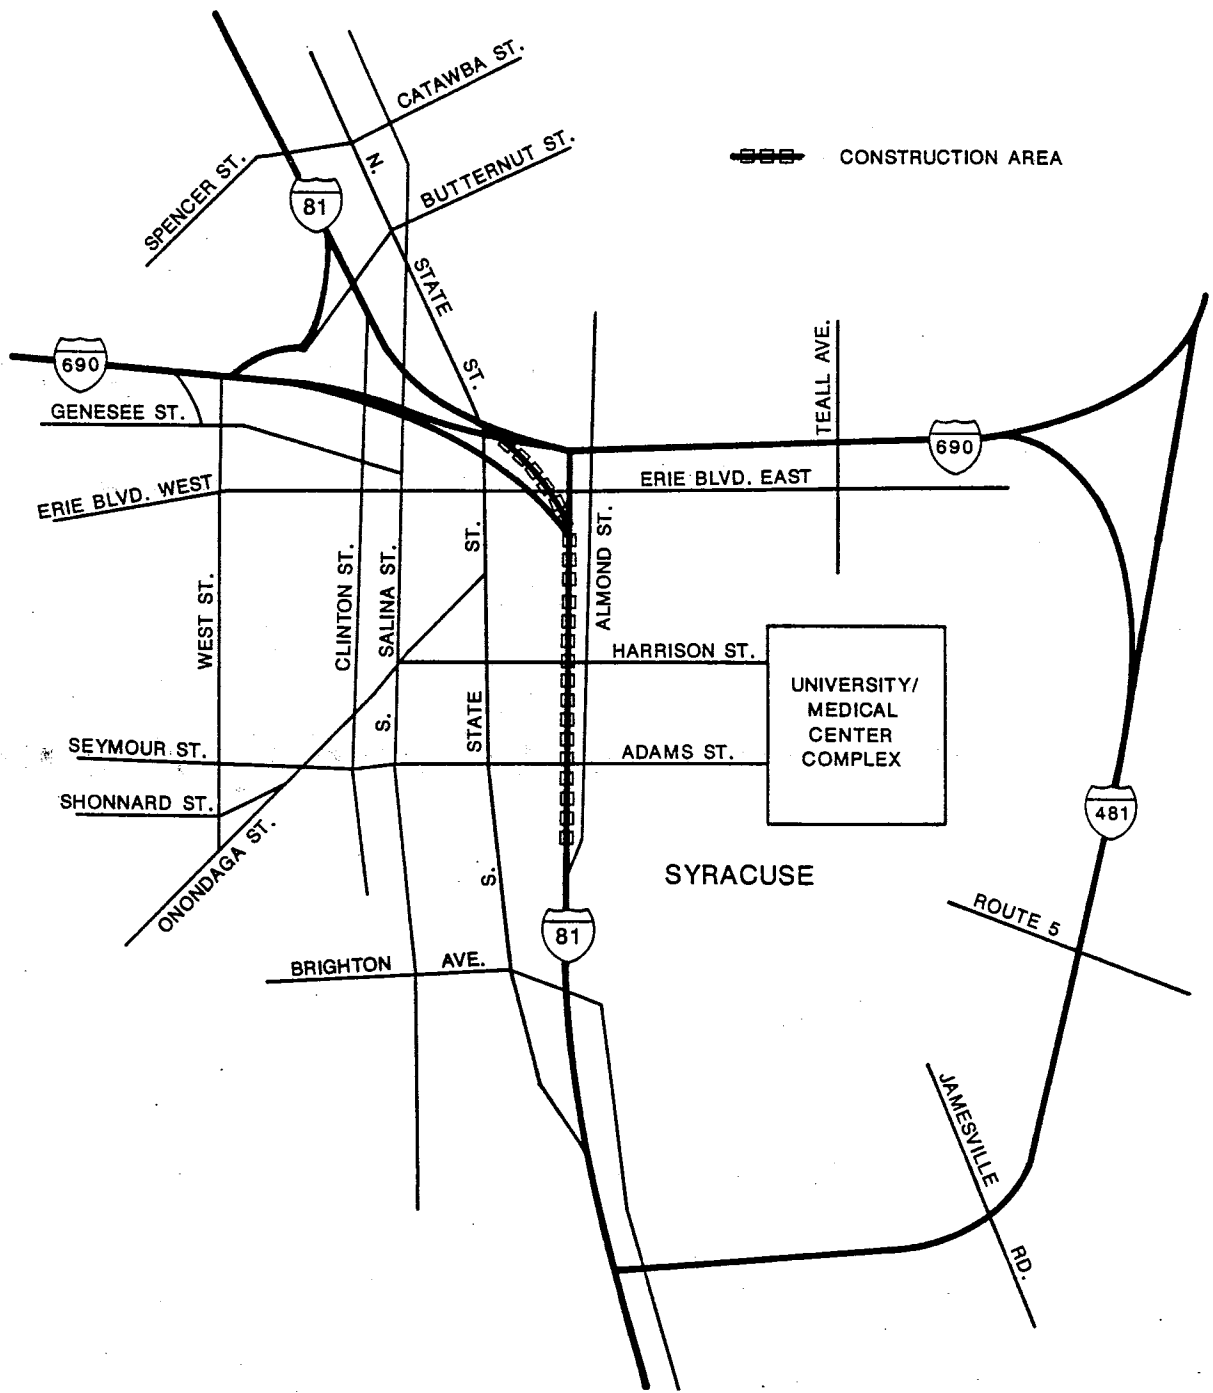 CATAWBA ST.
N.
BUTTERNUT ST.
CONSTRUCTION AREA
SPENCER ST.
81
STATE
ST.
690
GENESEE ST.
TEALL AVE.
690
ERIE BLVD. WEST
ERIE BLVD. EAST
ST.
ALMOND ST.
WEST ST.
CLINTON ST.
SALINA ST.
S.
HARRISON ST.
UNIVERSITY/
MEDICAL
CENTER
COMPLEX
STATE
SEYMOUR ST.
ADAMS ST.
SHONNARD ST.
481
ONONDAGA ST.
S.
SYRACUSE
ROUTE 5
81
BRIGHTON AVE.
JAMESVILLE
RD.